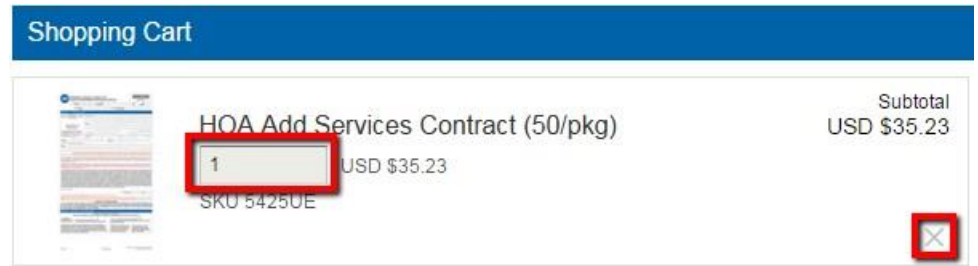 Shopping Cart
HOA Add Services Contract (50/pkg)
Subtotal
USD $35.23
1
USD $35.23
SKU 5425UE